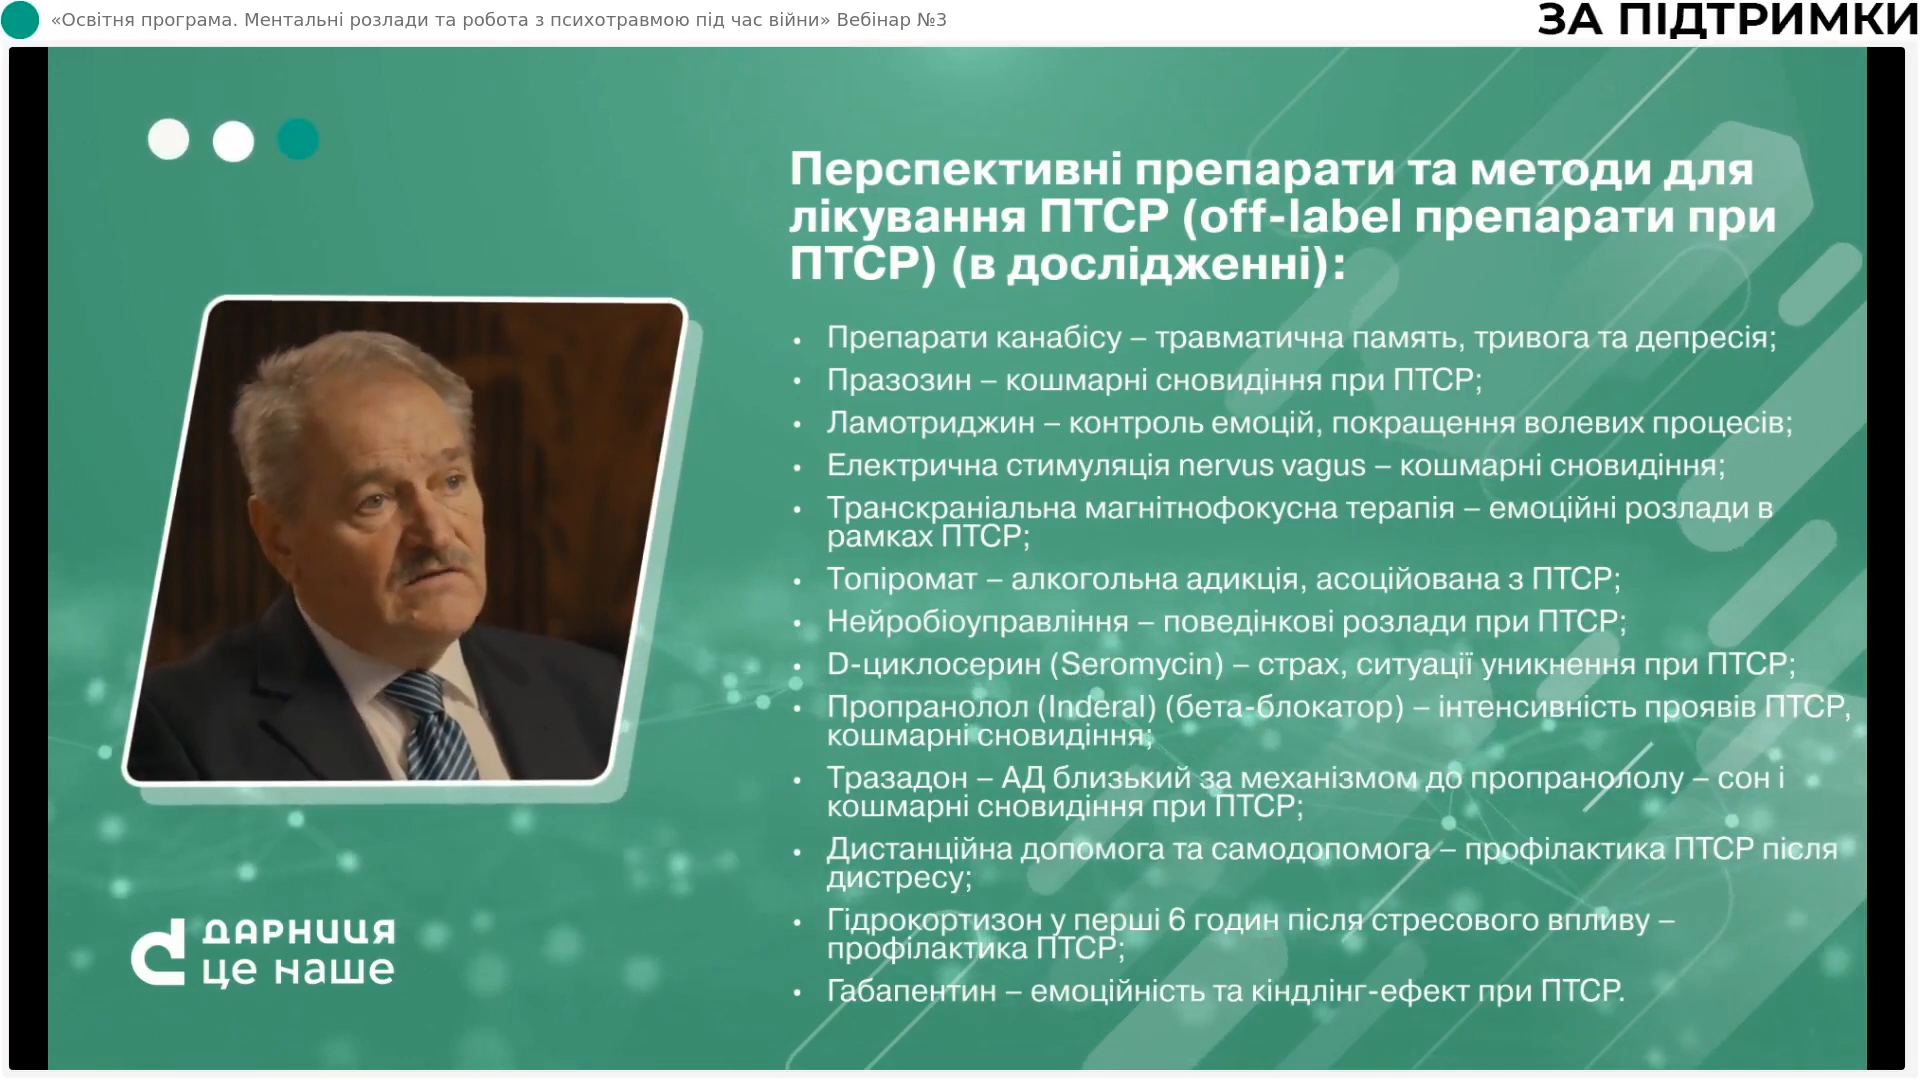 «Освітня програма. Ментальні розлади та робота з психотравмою під час війни» Вебінар №3
ЗА ПІДТРИМКИ
Перспективні препарати та методи для
лікування ПТСР (off-label препарати при
ПТСР) (в дослідженні):
• Препарати канабісу – травматична память, тривога та депресія;
• Празозин – кошмарні сновидіння при ПТСР;
• Ламотриджин – контроль емоцій, покращення волевих процесів;
• Електрична стимуляція nervus vagus – кошмарні сновидіння;
• Транскраніальна магнітнофокусна терапія – емоційні розлади в
рамках ПТСР;
• Топіромат – алкогольна адикція, асоційована з ПТСР;
• Нейробіоуправління – поведінкові розлади при ПТСР;
• D-циклосерин (Seromycin) – страх, ситуації уникнення при ПТСР;
• Пропранолол (Inderal) (бета-блокатор) – інтенсивність проявів ПТСР,
кошмарні сновидіння;
• Тразадон – АД близький за механізмом до пропранололу – сон і
кошмарні сновидіння при ПТСР;
• Дистанційна допомога та самодопомога – профілактика ПТСР після
дистресу;
• Гідрокортизон у перші 6 годин після стресового впливу –
профілактика ПТСР;
• Габапентин – емоційність та кіндлінг-ефект при ПТСР.
ДАРНИЦЯ
це наше